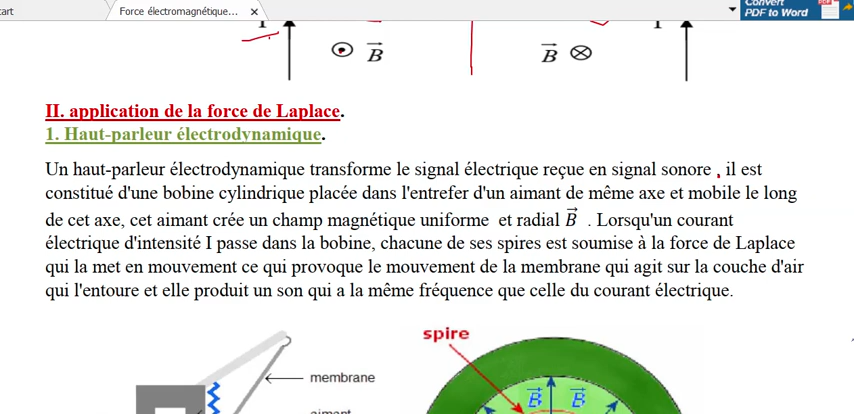 Force électromagnétique...
PDF to Word
I
I
B
B
II. application de la force de Laplace.
1. Haut-parleur électrodynamique.
Un haut-parleur électrodynamique transforme le signal électrique reçue en signal sonore , il est
constitué d'une bobine cylindrique placée dans l'entrefer d'un aimant de même axe et mobile le long
de cet axe, cet aimant crée un champ magnétique uniforme et radial B . Lorsqu'un courant
électrique d'intensité I passe dans la bobine, chacune de ses spires est soumise à la force de Laplace
qui la met en mouvement ce qui provoque le mouvement de la membrane qui agit sur la couche d'air
qui l'entoure et elle produit un son qui a la même fréquence que celle du courant électrique.
spire
membrane
B B